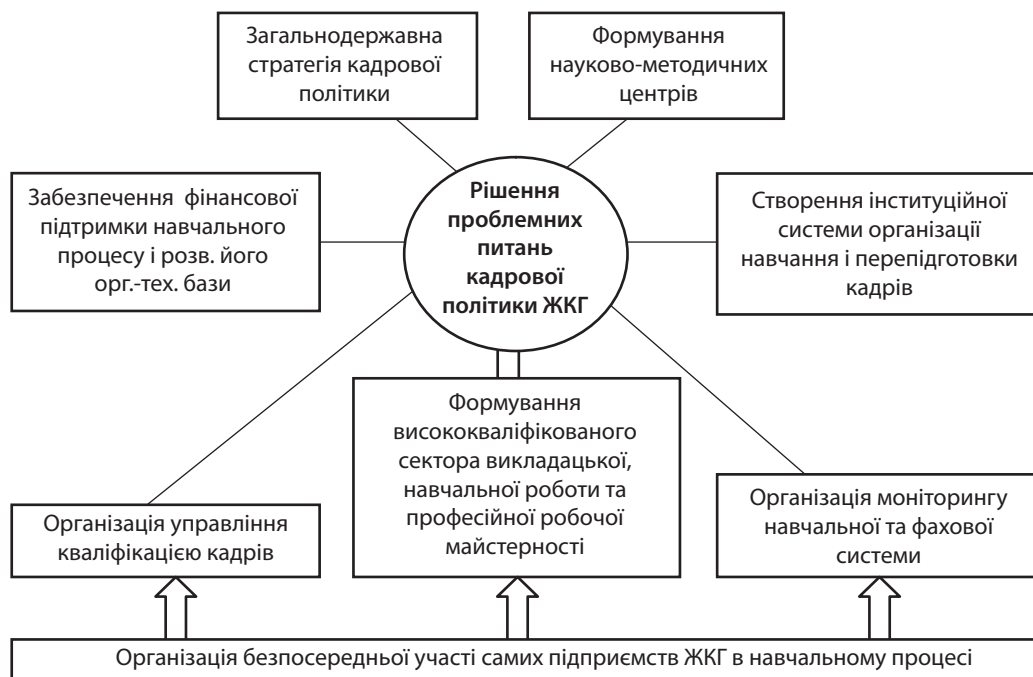 Загальнодержавна
стратегія кадрової
політики
Формування
науково-методичних
центрів
Забезпечення фінансової
підтримки навчального
процесу і розв. його
орг.-тех. бази
Рішення
проблемних
питань
кадрової
політики ЖКГ
Створення інституційної
системи організації
навчання і перепідготовки
кадрів
Організація управління
кваліфікацією кадрів
Формування
висококваліфікованого
сектора викладацької,
навчальної роботи та
професійної робочої
майстерності
Організація моніторингу
навчальної та фахової
системи
Організація безпосередньої участі самих підприємств ЖКГ в навчальному процесі